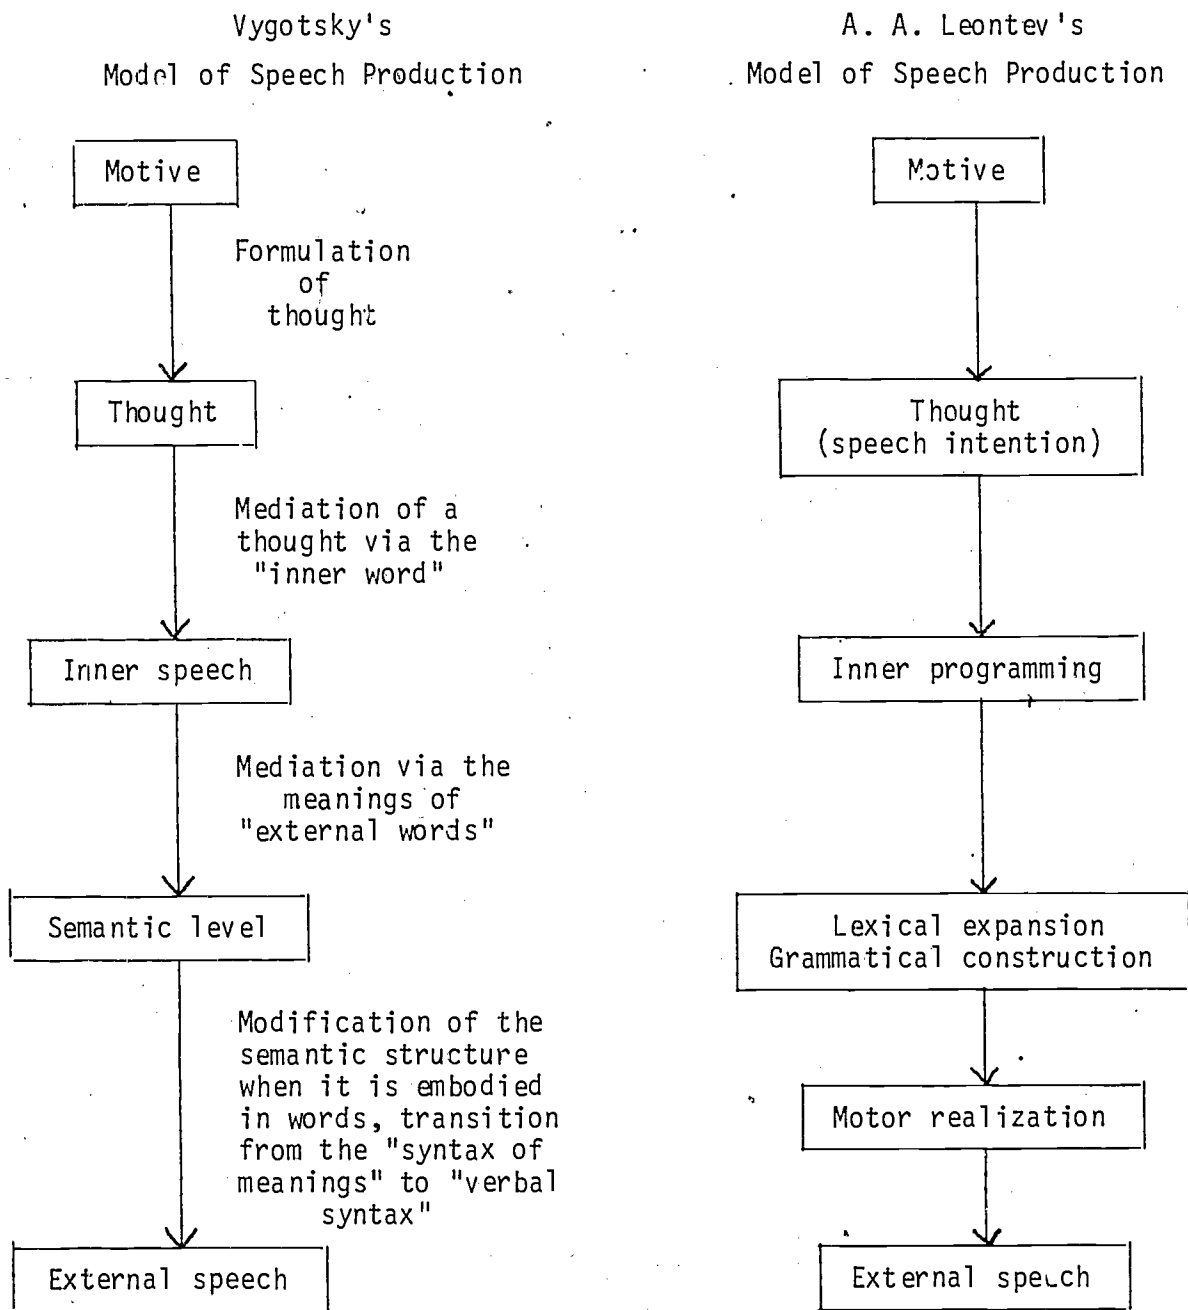 Vygotsky's
Model of Speech Production
Motive
Formulation
of
thought
Thought
Mediation of a
thought via the
"inner word"
Inner speech
Mediation via the
meanings of
"external words"
Semantic level
Modification of the
semantic structure
when it is embodied
in words, transition
from the "syntax of
meanings" to "verbal
syntax"
External speech
A. A. Leontev's
Model of Speech Production
Motive
Thought
(speech intention)
Inner programming
Lexical expansion
Grammatical construction
Motor realization
External speech